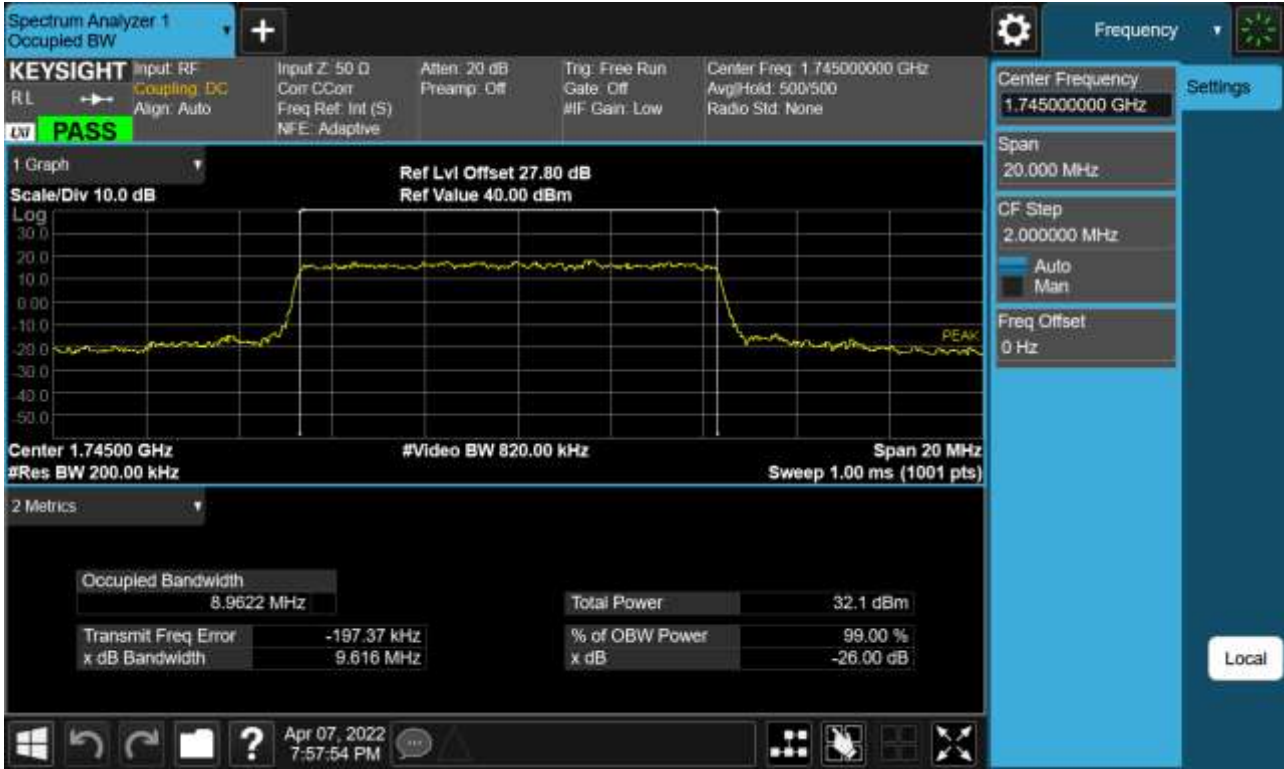 Spectrum Analyzer 1
Occupied BW
+
Frequency
KEYSIGHT
RL
Input: RF
Coupling: DC
Align: Auto
Input Z: 50 Ω
Corr CCorr
Freq Ref: Int (S)
NFE: Adaptive
Atten: 20 dB
Preamp: Off
Trig: Free Run
Gate: Off
#IF Gain: Low
Center Freq: 1.745000000 GHz
Avg|Hold: 500/500
Radio Std: None
LXI
PASS
1 Graph
Scale/Div 10.0 dB
Ref Lvl Offset 27.80 dB
Ref Value 40.00 dBm
Log
30.0
20.0
10.0
0.00
-10.0
-20.0
-30.0
-40.0
-50.0
PEAK
Center 1.74500 GHz
#Res BW 200.00 kHz
#Video BW 820.00 kHz
Span 20 MHz
Sweep 1.00 ms (1001 pts)
2 Metrics
Occupied Bandwidth
8.9622 MHz
Transmit Freq Error -197.37 kHz
x dB Bandwidth 9.616 MHz
Total Power 32.1 dBm
% of OBW Power 99.00 %
x dB -26.00 dB
Center Frequency
1.745000000 GHz
Span
20.000 MHz
CF Step
2.000000 MHz
Auto
Man
Freq Offset
0 Hz
Settings
Local
?
Apr 07, 2022
7:57:54 PM